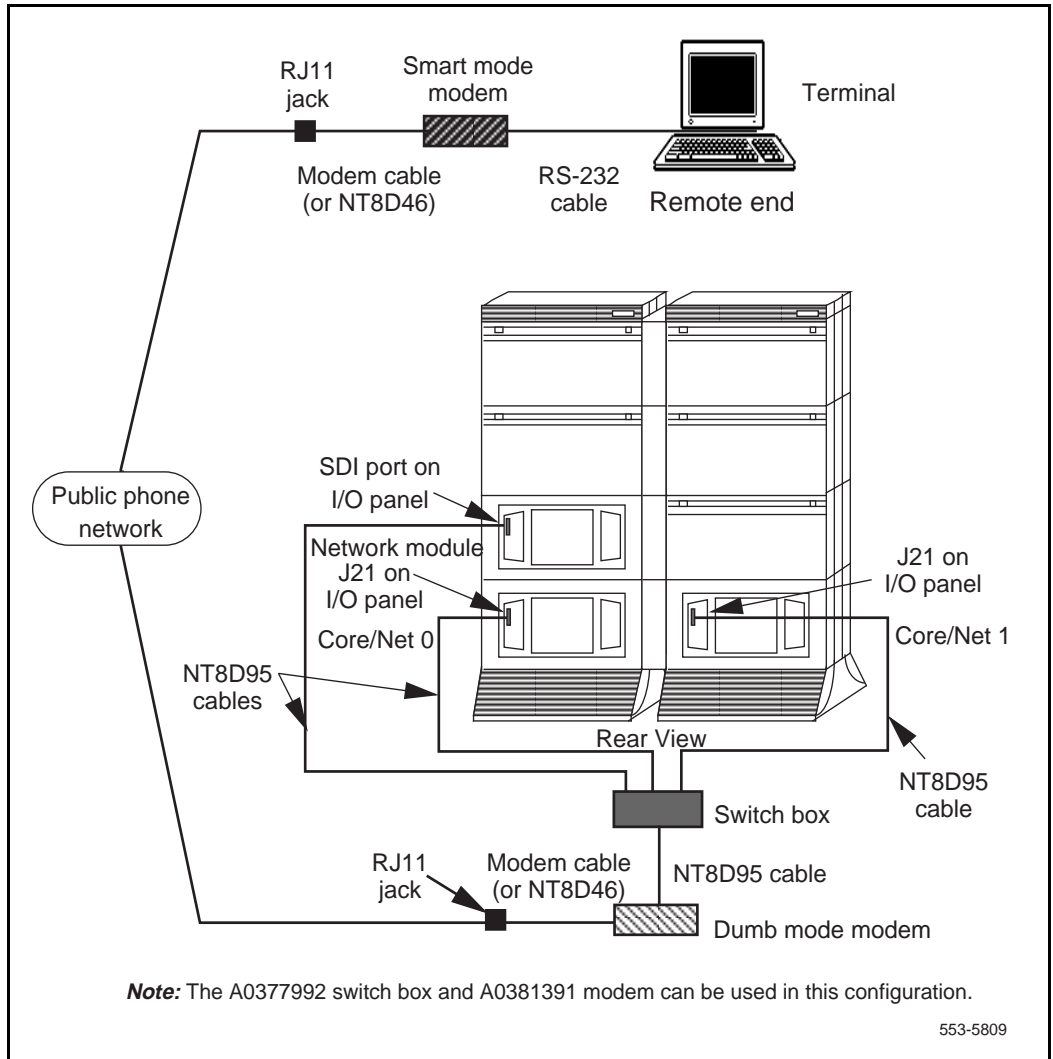 RJ11
jack
Smart mode
modem
Terminal
Modem cable
(or NT8D46)
RS-232
cable
Remote end
Public phone
network
SDI port on
I/O panel
Network module
J21 on
I/O panel
Core/Net 0
J21 on
I/O panel
Core/Net 1
NT8D95
cables
Rear View
NT8D95
cable
Switch box
RJ11
jack
Modem cable
(or NT8D46)
NT8D95 cable
Dumb mode modem
Note: The A0377992 switch box and A0381391 modem can be used in this configuration.
553-5809